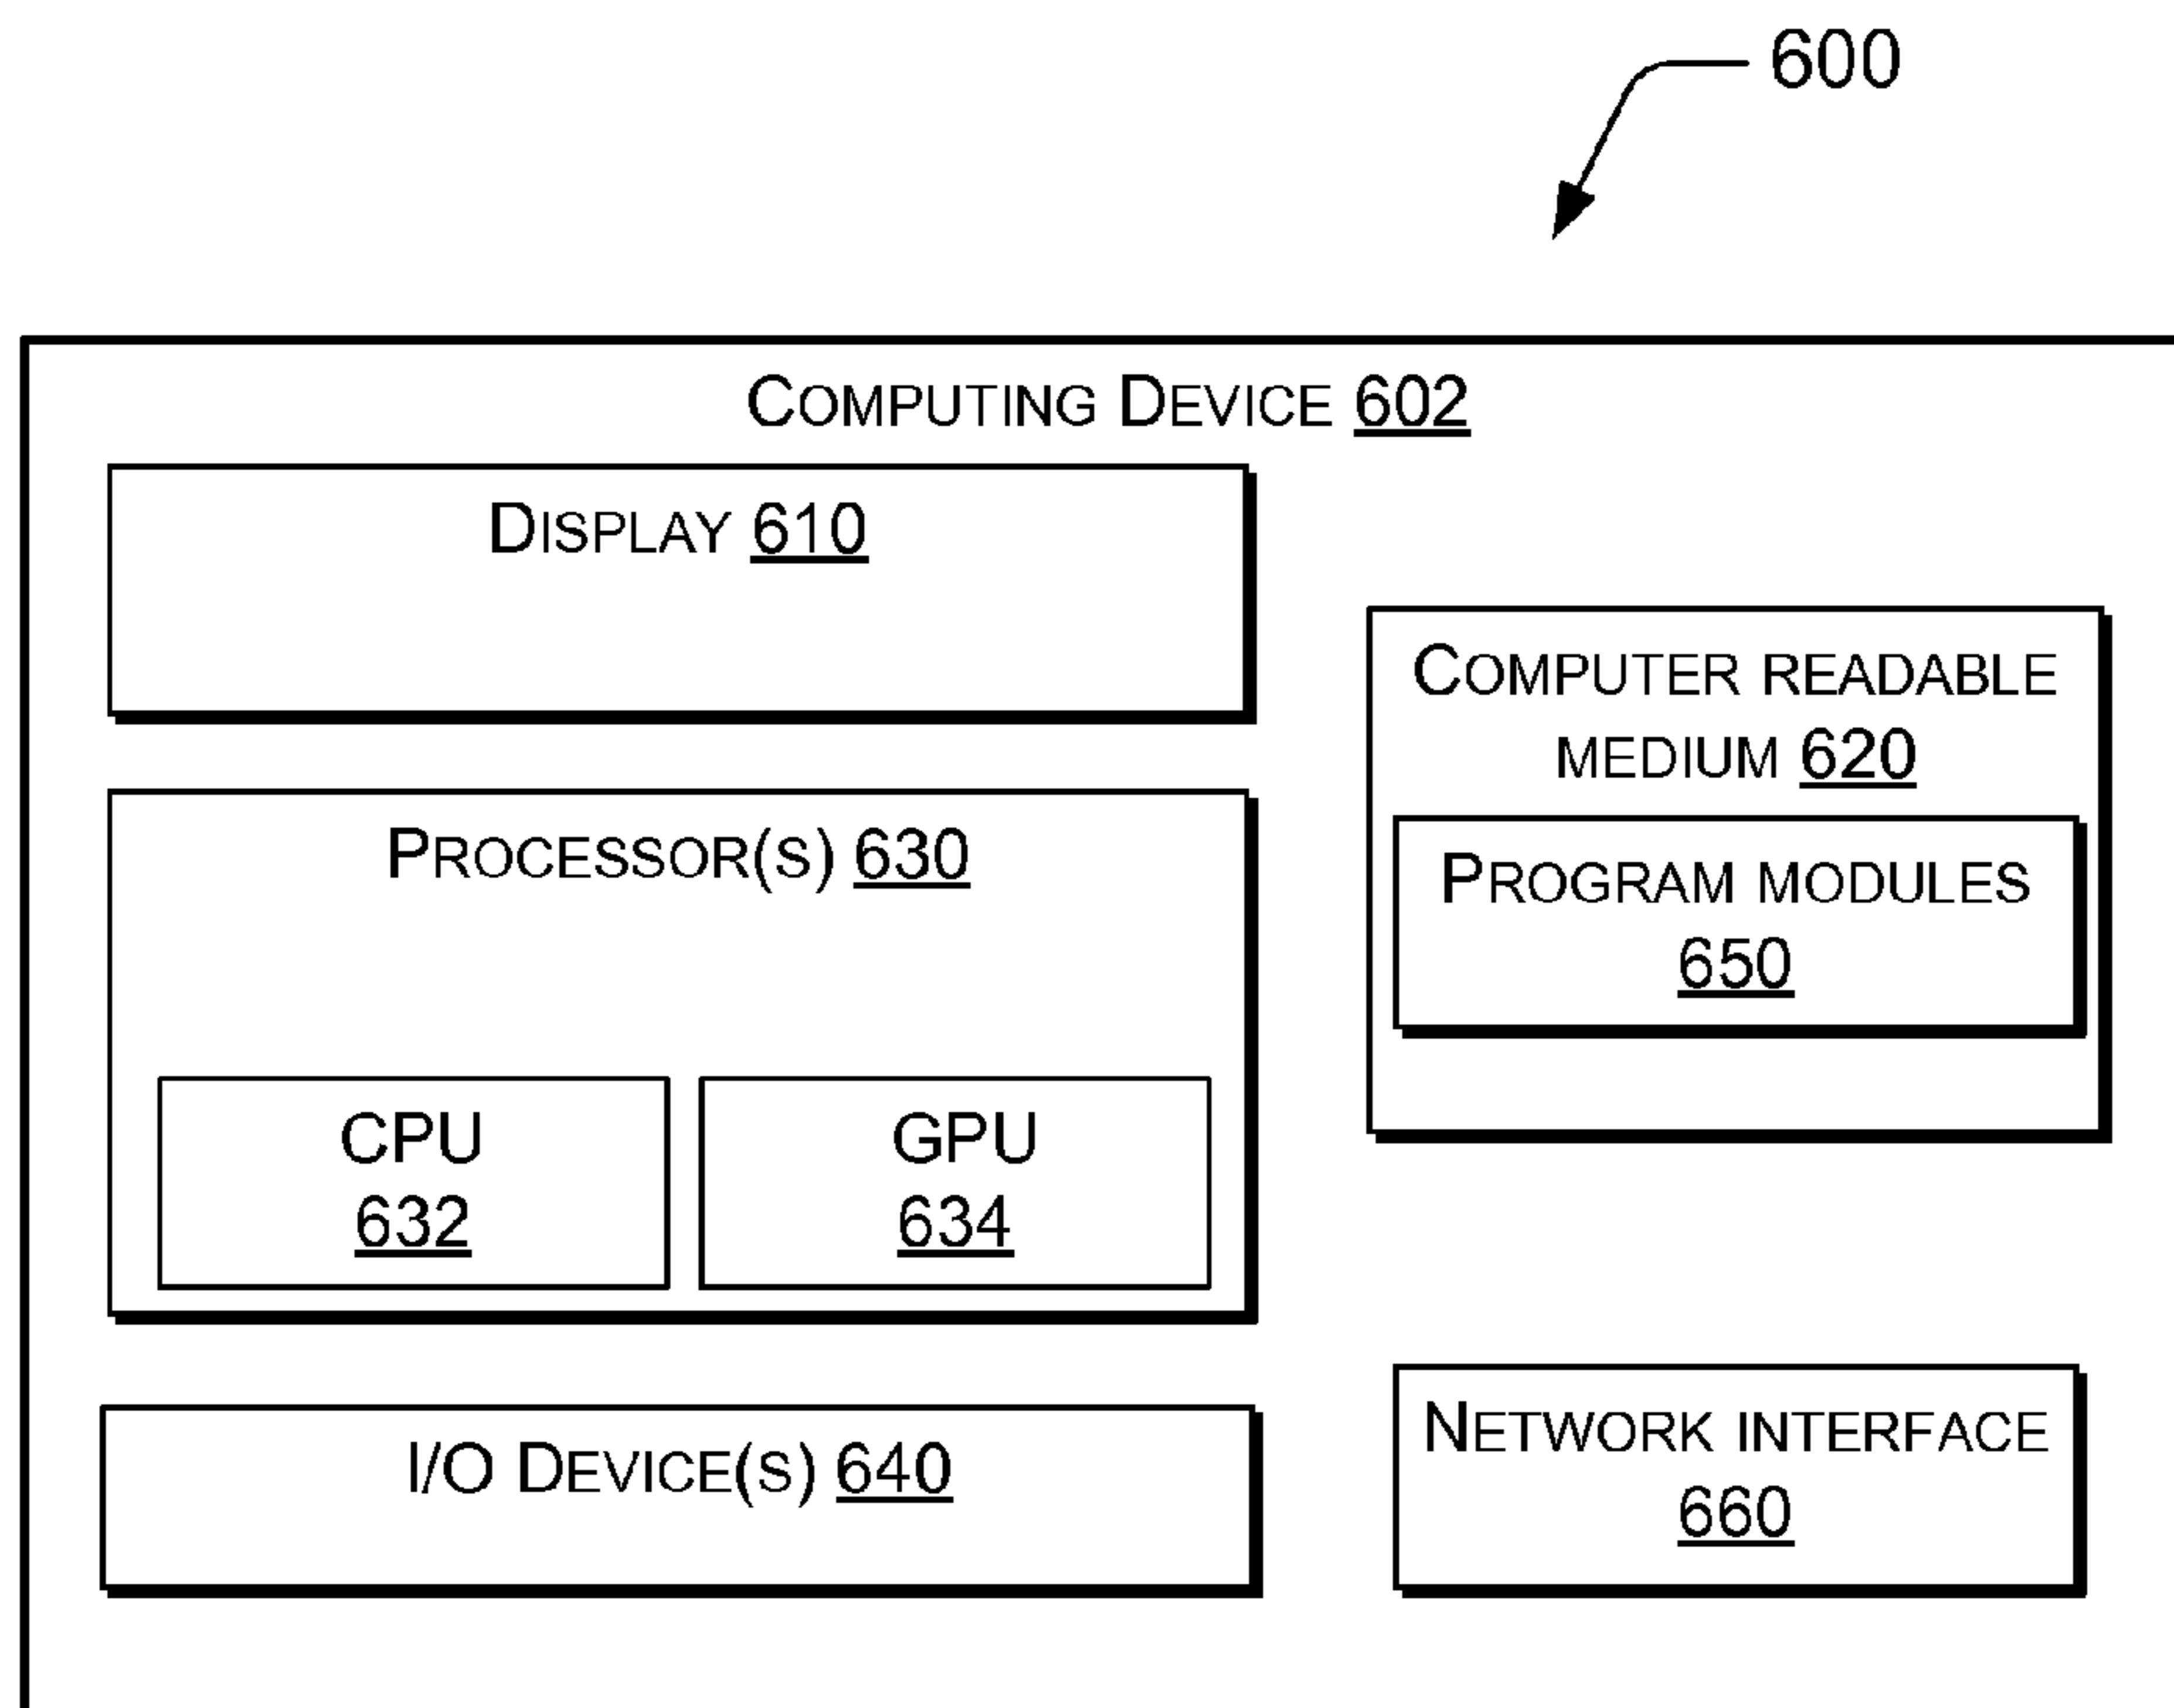 600
COMPUTING DEVICE 602
DISPLAY 610
COMPUTER READABLE
MEDIUM 620
PROGRAM MODULES
650
PROCESSOR(S) 630
CPU
632
GPU
634
I/O DEVICE(S) 640
NETWORK INTERFACE
660